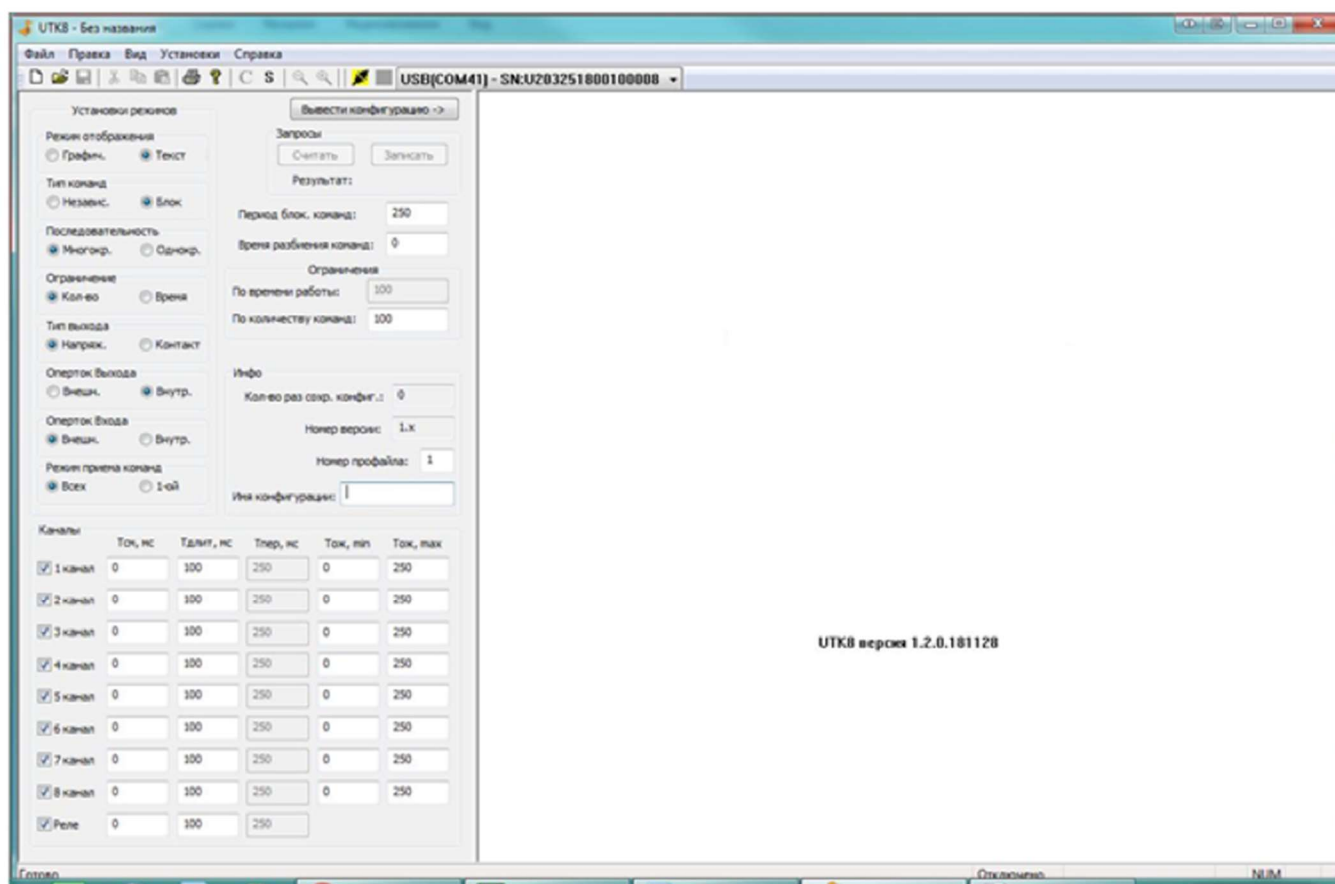 UTK8 - Без названия
Файл Правка Вид Установки Справка
C S USB(COM41) - SN:U203251800100008
Установки режимов
Вывести конфигурацию ->
Режим отображения
Графич. Текст
Запросы
Считать Записать
Результат:
Тип команд
Независ. Блок
Период блок. команд: 250
Последовательность
Многокр. Однокр.
Время разбиения команд: 0
Ограничение
Кол-во Время
Ограничения
По времени работы: 100
По количеству команд: 100
Тип выхода
Напряж. Контакт
Оперток Выхода
Внешн. Внутр.
Инфо
Кол-во раз сохр. конфиг.: 0
Оперток Входа
Внешн. Внутр.
Номер версии: 1.x
Номер профайла: 1
Режим приема команд
Всех 1-ой
Имя конфигурации:
Каналы
Тсч, мс Тдлит, мс Тпер, мс Тож, min Тож, max
1 канал 0 100 250 0 250
2 канал 0 100 250 0 250
3 канал 0 100 250 0 250
4 канал 0 100 250 0 250
5 канал 0 100 250 0 250
6 канал 0 100 250 0 250
7 канал 0 100 250 0 250
8 канал 0 100 250 0 250
Реле 0 100 250
UTK8 версия 1.2.0.181128
Готово
Отключено
NUM